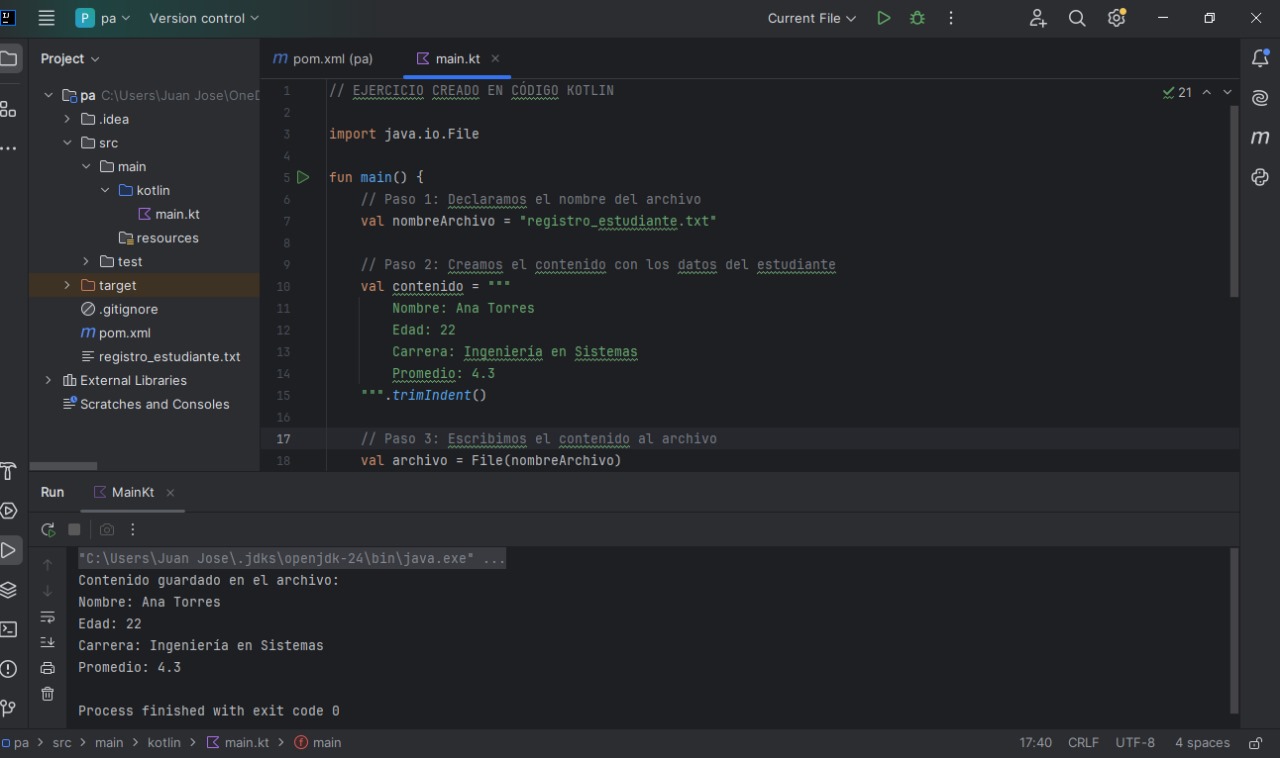 P pa Version control Current File
Project
pom.xml (pa) main.kt
pa C:\Users\Juan Jose\OneD
.idea
src
main
kotlin
main.kt
resources
test
target
.gitignore
pom.xml
registro_estudiante.txt
External Libraries
Scratches and Consoles
21
1 // EJERCICIO CREADO EN CÓDIGO KOTLIN
2
3 import java.io.File
4
5 fun main() {
6 // Paso 1: Declaramos el nombre del archivo
7 val nombreArchivo = "registro_estudiante.txt"
8
9 // Paso 2: Creamos el contenido con los datos del estudiante
10 val contenido = """
11 Nombre: Ana Torres
12 Edad: 22
13 Carrera: Ingeniería en Sistemas
14 Promedio: 4.3
15 """.trimIndent()
16
17 // Paso 3: Escribimos el contenido al archivo
18 val archivo = File(nombreArchivo)
Run MainKt
"C:\Users\Juan Jose\.jdks\openjdk-24\bin\java.exe" ...
Contenido guardado en el archivo:
Nombre: Ana Torres
Edad: 22
Carrera: Ingeniería en Sistemas
Promedio: 4.3
Process finished with exit code 0
pa > src > main > kotlin > main.kt > main
17:40 CRLF UTF-8 4 spaces